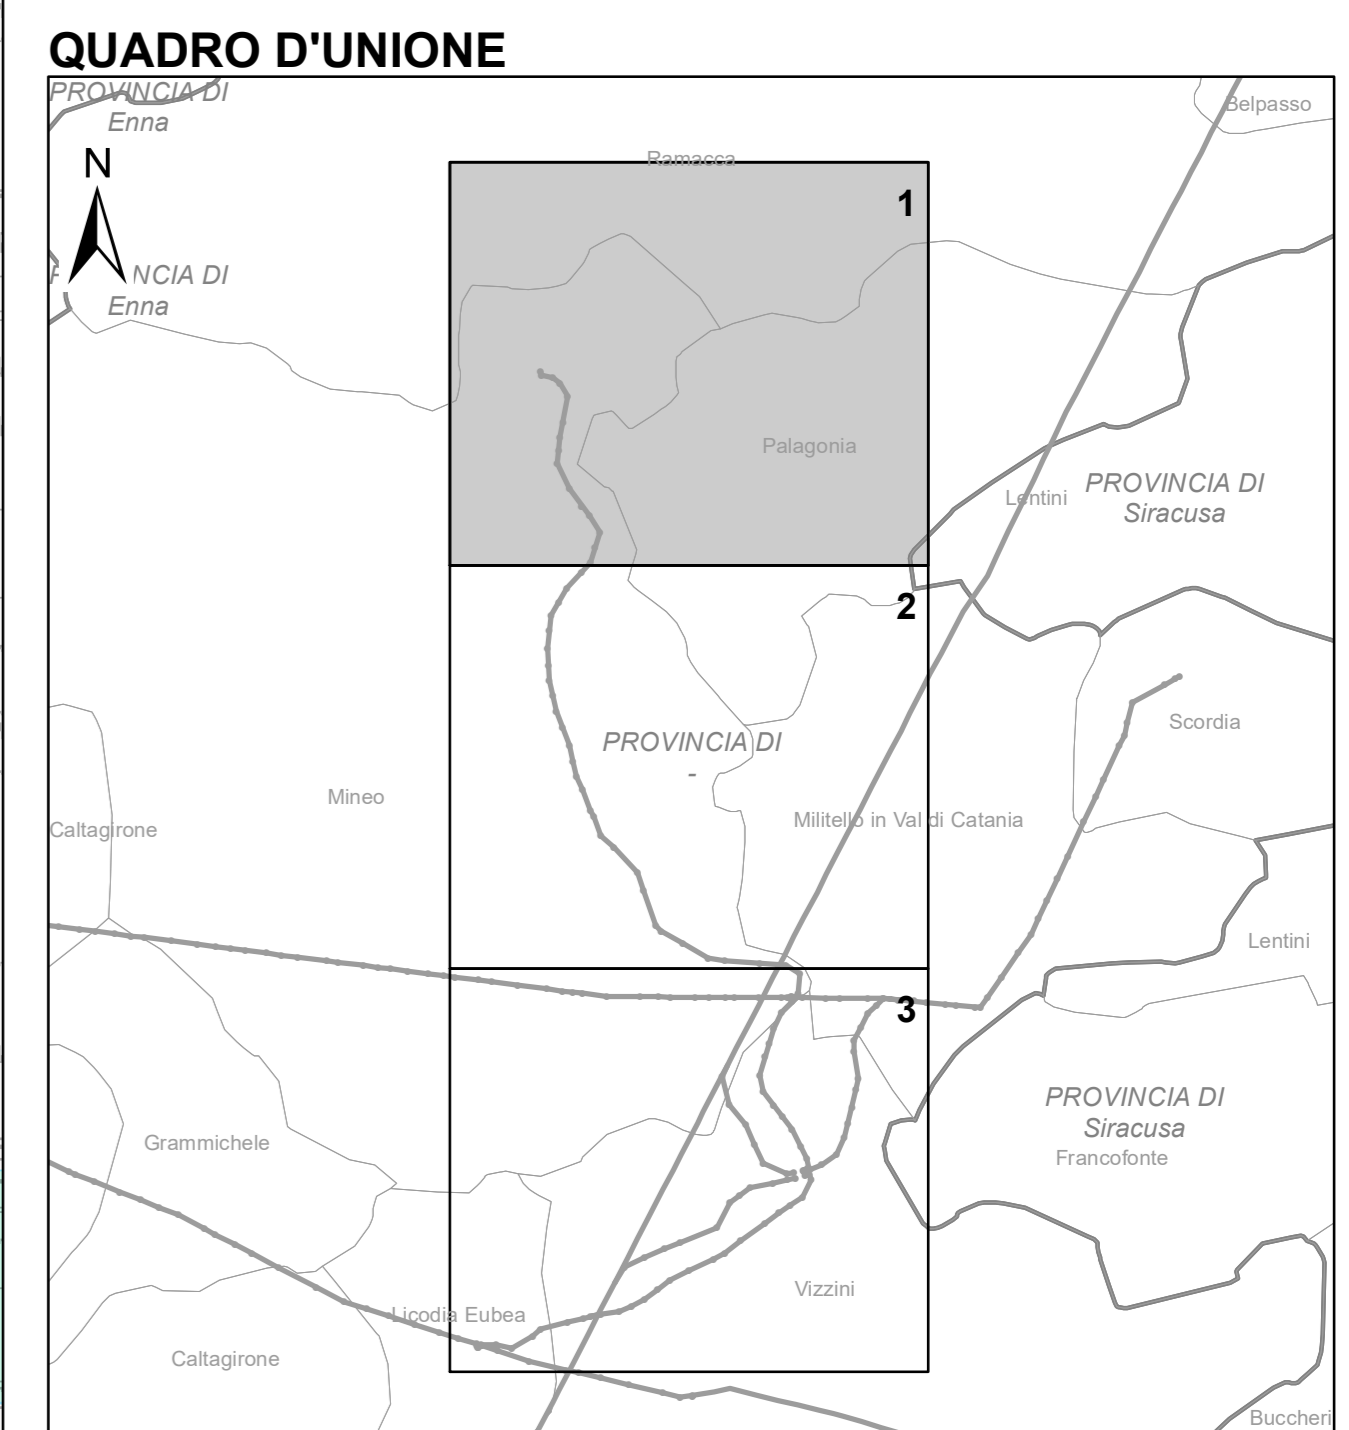 QUADRO D'UNIONE
PROVINCIA DI
Enna
Belpasso
N
Ramacca
1
NCIA DI
Enna
Palagonia
Lentini
PROVINCIA DI
Siracusa
2
Scordia
PROVINCIA DI
-
Mineo
Militello in Val di Catania
Caltagirone
Lentini
3
PROVINCIA DI
Siracusa
Francofonte
Grammichele
Vizzini
Licodia Eubea
Caltagirone
Buccheri